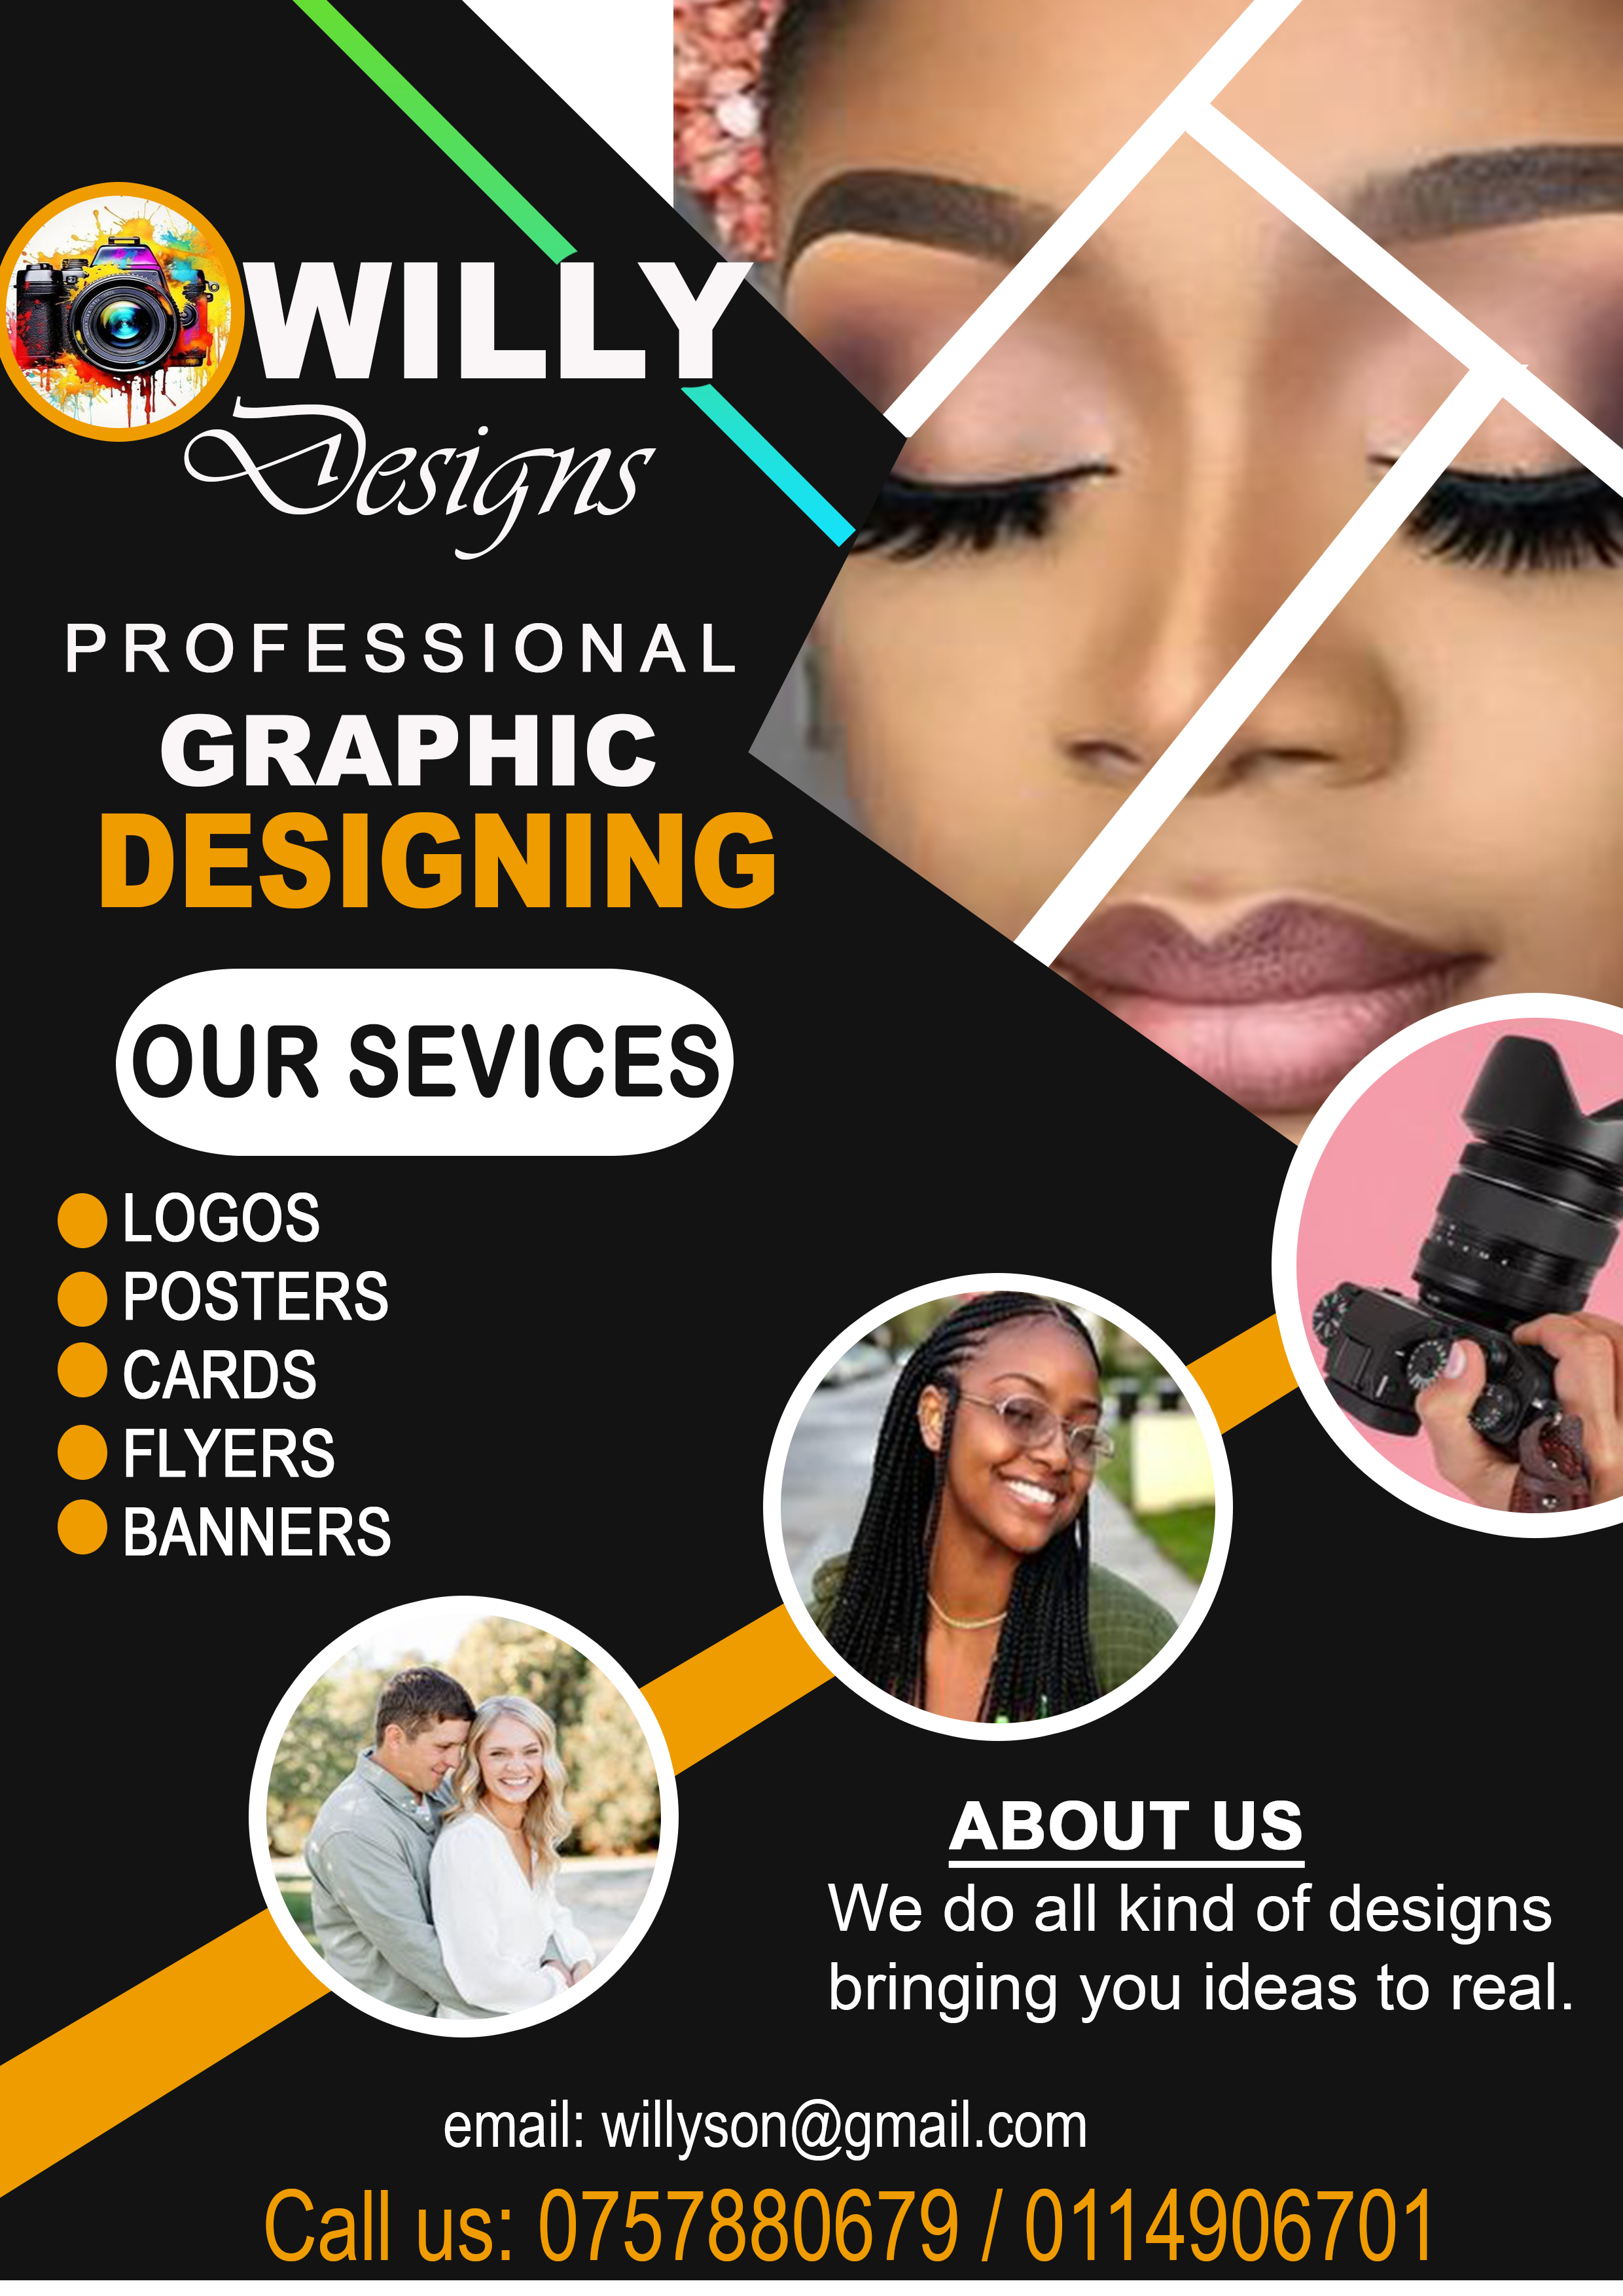 WILLY
Designs
PROFESSIONAL
GRAPHIC
DESIGNING
OUR SEVICES
LOGOS
POSTERS
CARDS
FLYERS
BANNERS
ABOUT US
We do all kind of designs
bringing you ideas to real.
email: willyson@gmail.com
Call us: 0757880679 / 0114906701